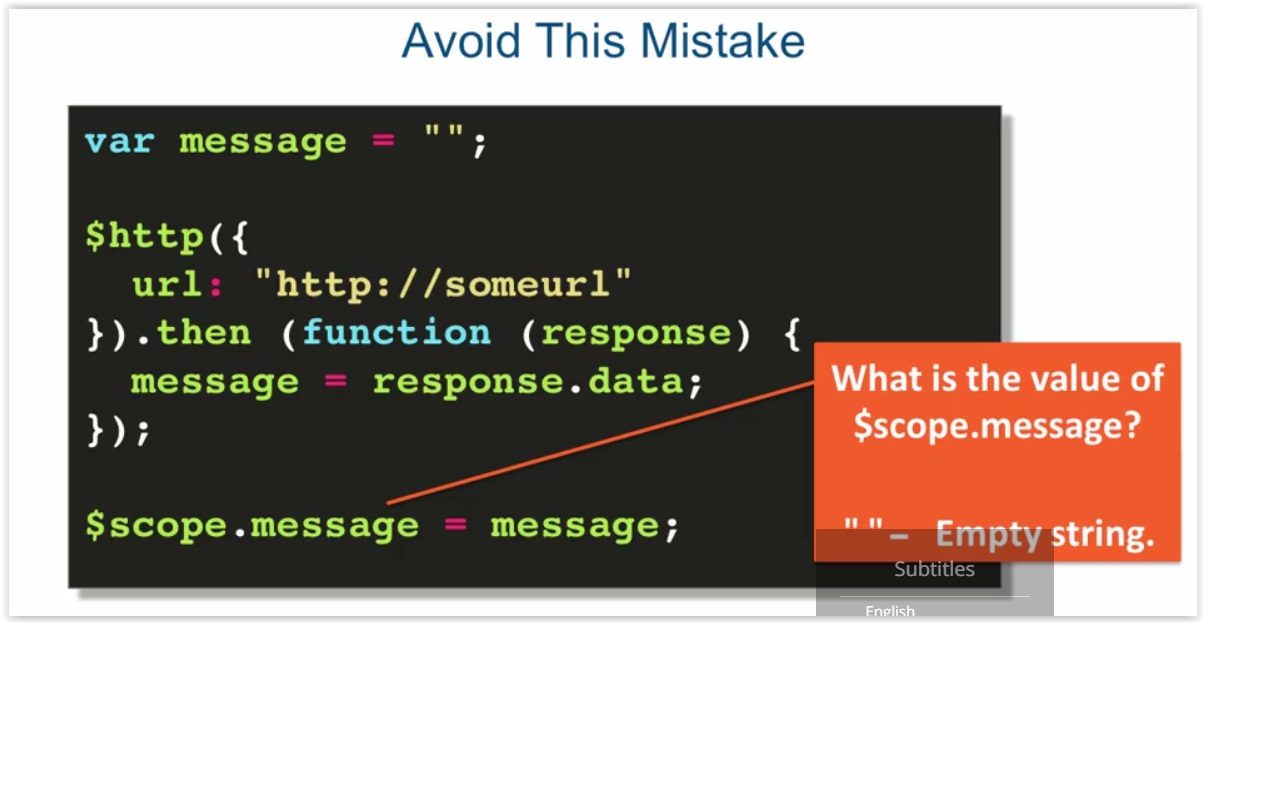 Avoid This Mistake
var message = "";
$http({
  url: "http://someurl"
}).then (function (response) {
  message = response.data;
});
$scope.message = message;
What is the value of
$scope.message?
"" – Empty string.
Subtitles
English